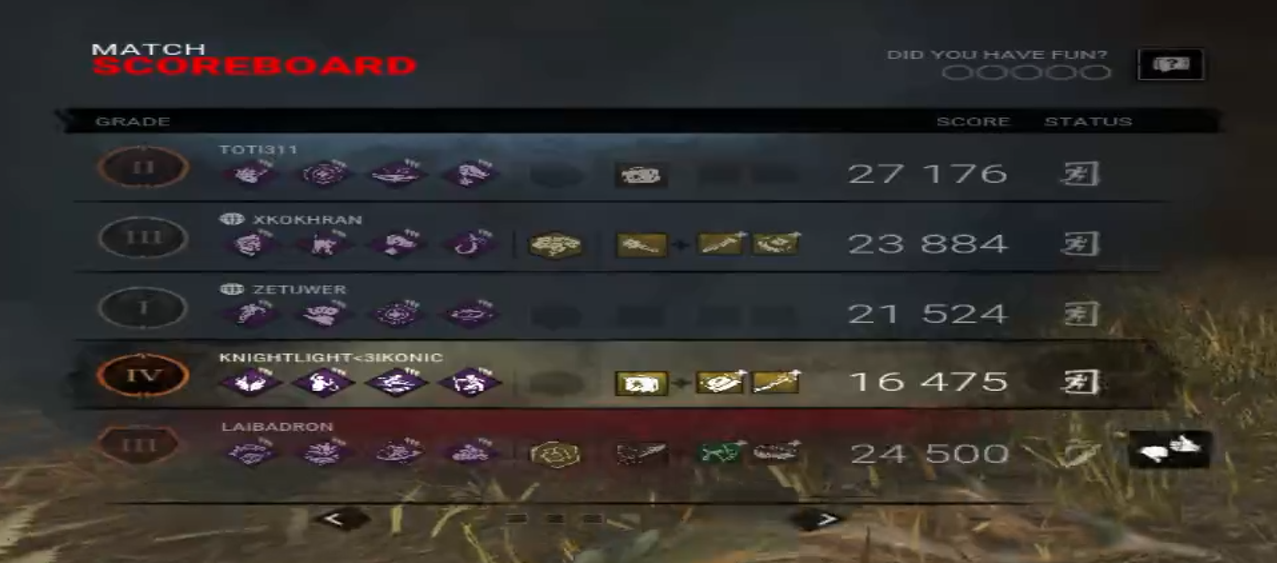 MATCH
SCOREBOARD
DID YOU HAVE FUN?
GRADE SCORE STATUS
TOTI311
II 27 176
XKOKHRAN
III 23 884
ZETUWER
I 21 524
KNIGHTLIGHT<3IKONIC
IV 16 475
LAIBADRON
III 24 500